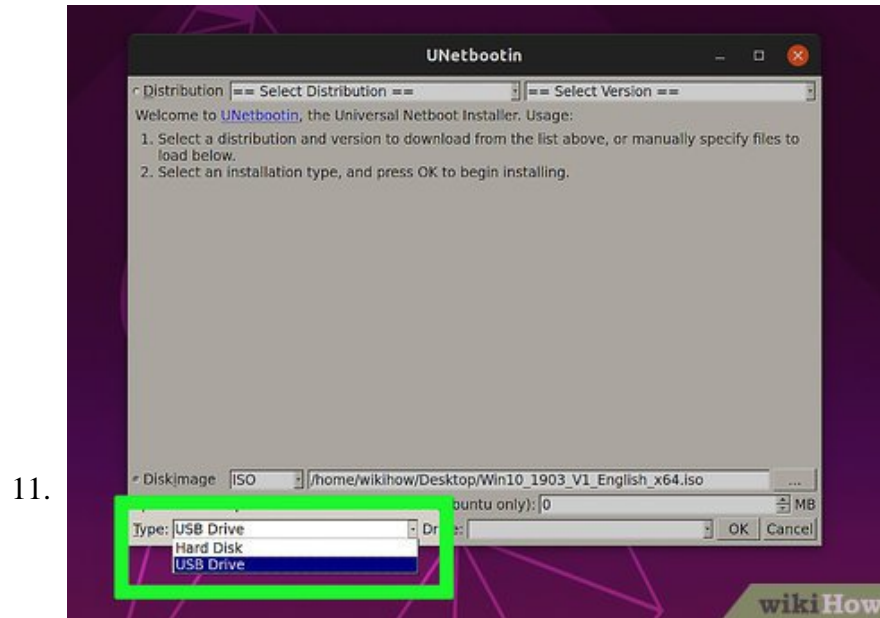 UNetbootin
Distribution == Select Distribution == == Select Version ==
Welcome to UNetbootin, the Universal Netboot Installer. Usage:
1. Select a distribution and version to download from the list above, or manually specify files to
load below.
2. Select an installation type, and press OK to begin installing.
11.
Diskimage ISO /home/wikihow/Desktop/Win10_1903_V1_English_x64.iso ...
buntu only): 0 MB
Type: USB Drive Dr e: OK Cancel
Hard Disk
USB Drive
wikiHow